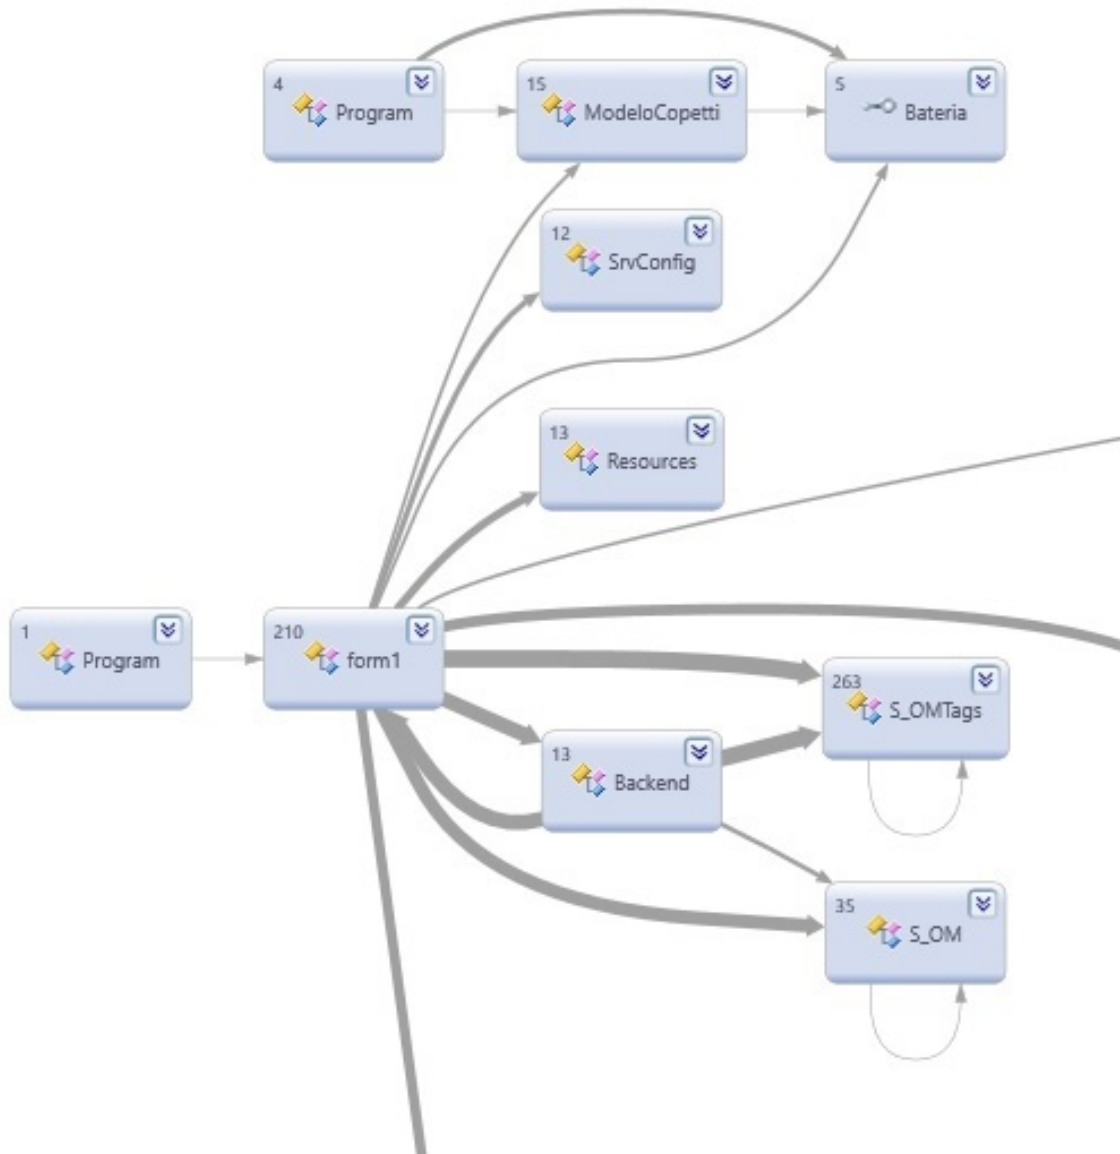 4
Program
15
ModeloCopetti
5
Bateria
12
SrvConfig
13
Resources
1
Program
210
form1
263
S_OMTags
13
Backend
35
S_OM